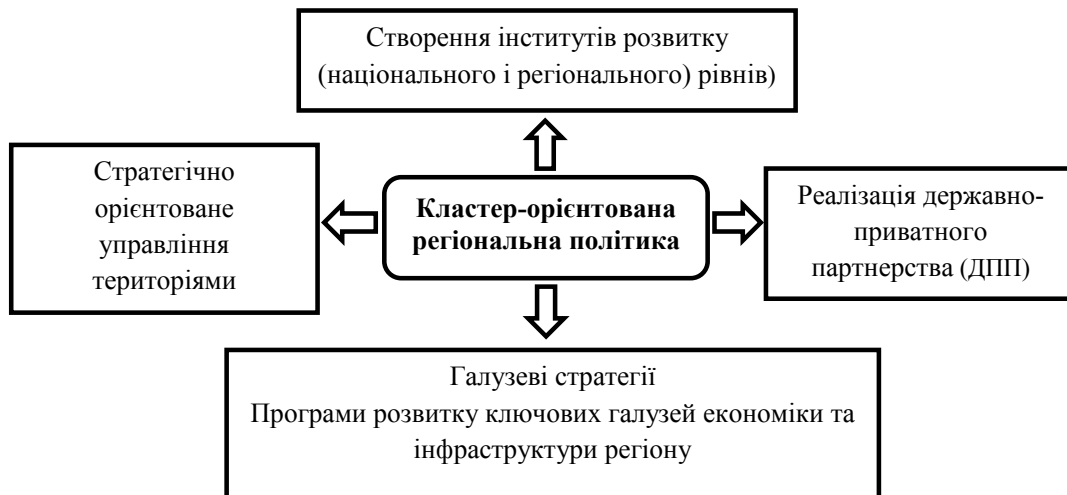 Створення інститутів розвитку
(національного і регіонального) рівнів)
Стратегічно
орієнтоване
управління
територіями
Кластер-орієнтована
регіональна політика
Реалізація державно-
приватного
партнерства (ДПП)
Галузеві стратегії
Програми розвитку ключових галузей економіки та
інфраструктури регіону